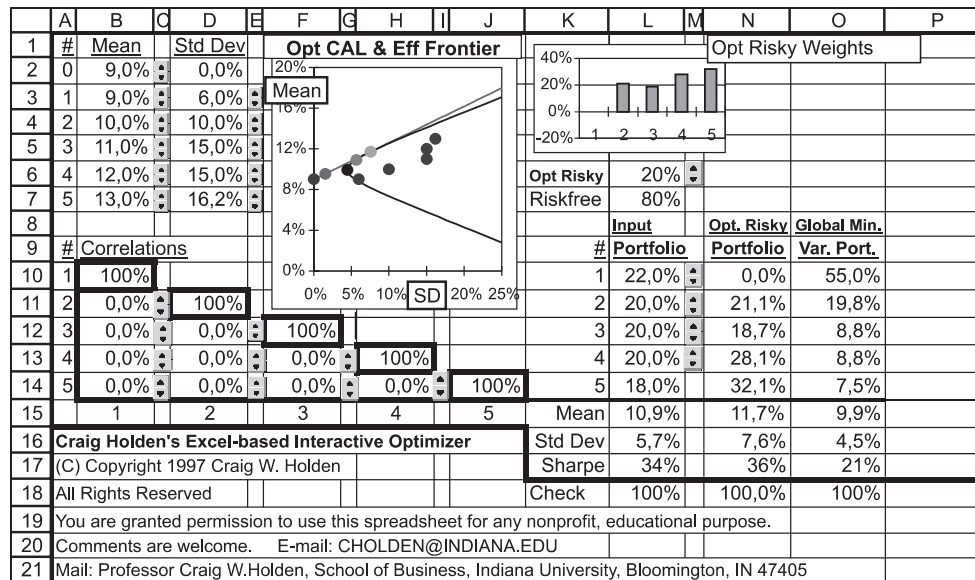 A B C D E F G H I J K L M N O P
1 # Mean Std Dev Opt CAL & Eff Frontier Opt Risky Weights
2 0 9,0% 0,0%
3 1 9,0% 6,0%
4 2 10,0% 10,0%
5 3 11,0% 15,0%
6 4 12,0% 15,0% Opt Risky 20%
7 5 13,0% 16,2% Riskfree 80%
20%
Mean
16%
12%
8%
4%
0%
0% 5% 10% SD 20% 25%
40%
20%
0%
-20% 1 2 3 4 5
8 Input Opt. Risky Global Min.
9 # Correlations # Portfolio Portfolio Var. Port.
10 1 100% 1 22,0% 0,0% 55,0%
11 2 0,0% 100% 2 20,0% 21,1% 19,8%
12 3 0,0% 0,0% 100% 3 20,0% 18,7% 8,8%
13 4 0,0% 0,0% 0,0% 100% 4 20,0% 28,1% 8,8%
14 5 0,0% 0,0% 0,0% 0,0% 100% 5 18,0% 32,1% 7,5%
15 1 2 3 4 5 Mean 10,9% 11,7% 9,9%
16 Craig Holden's Excel-based Interactive Optimizer Std Dev 5,7% 7,6% 4,5%
17 (C) Copyright 1997 Craig W. Holden Sharpe 34% 36% 21%
18 All Rights Reserved Check 100% 100,0% 100%
19 You are granted permission to use this spreadsheet for any nonprofit, educational purpose.
20 Comments are welcome. E-mail: CHOLDEN@INDIANA.EDU
21 Mail: Professor Craig W.Holden, School of Business, Indiana University, Bloomington, IN 47405